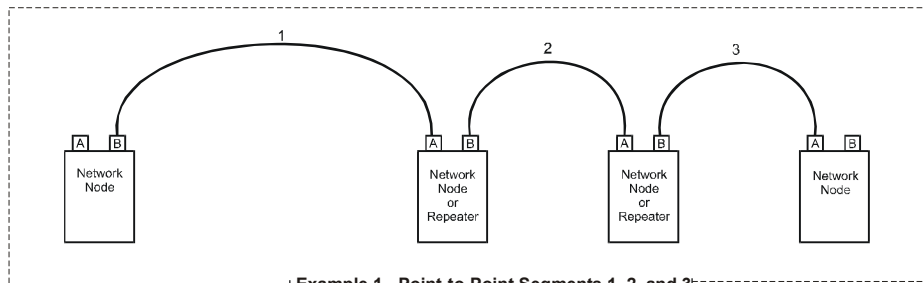 1
2
3
A B
A B
A B
A B
Network
Node
Network
Node
or
Repeater
Network
Node
or
Repeater
Network
Node
Example 1 - Point-to-Point Segments 1, 2, and 3